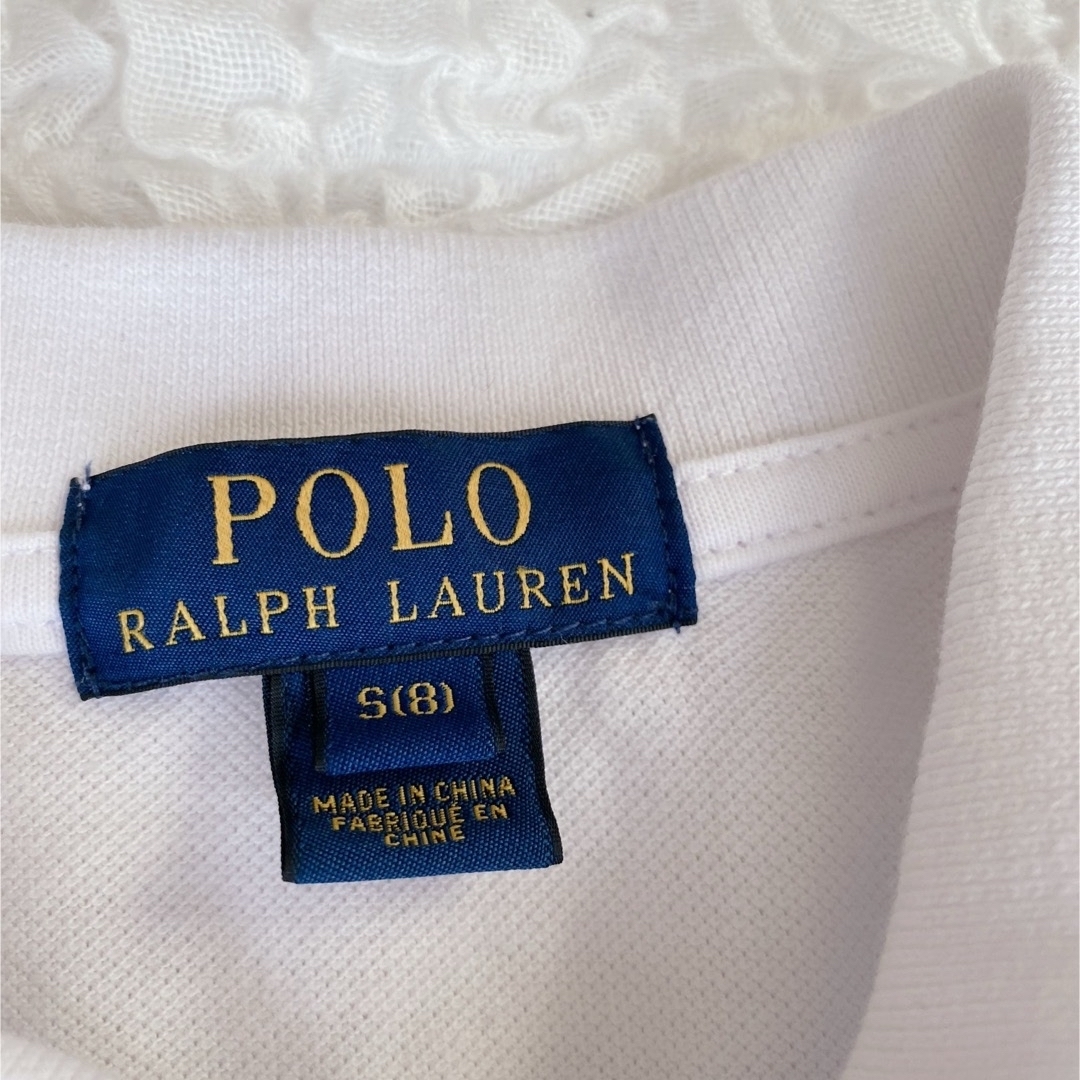 POLO
RALPH LAUREN
S(8)
MADE IN CHINA
FABRIQUÉ EN
CHINE